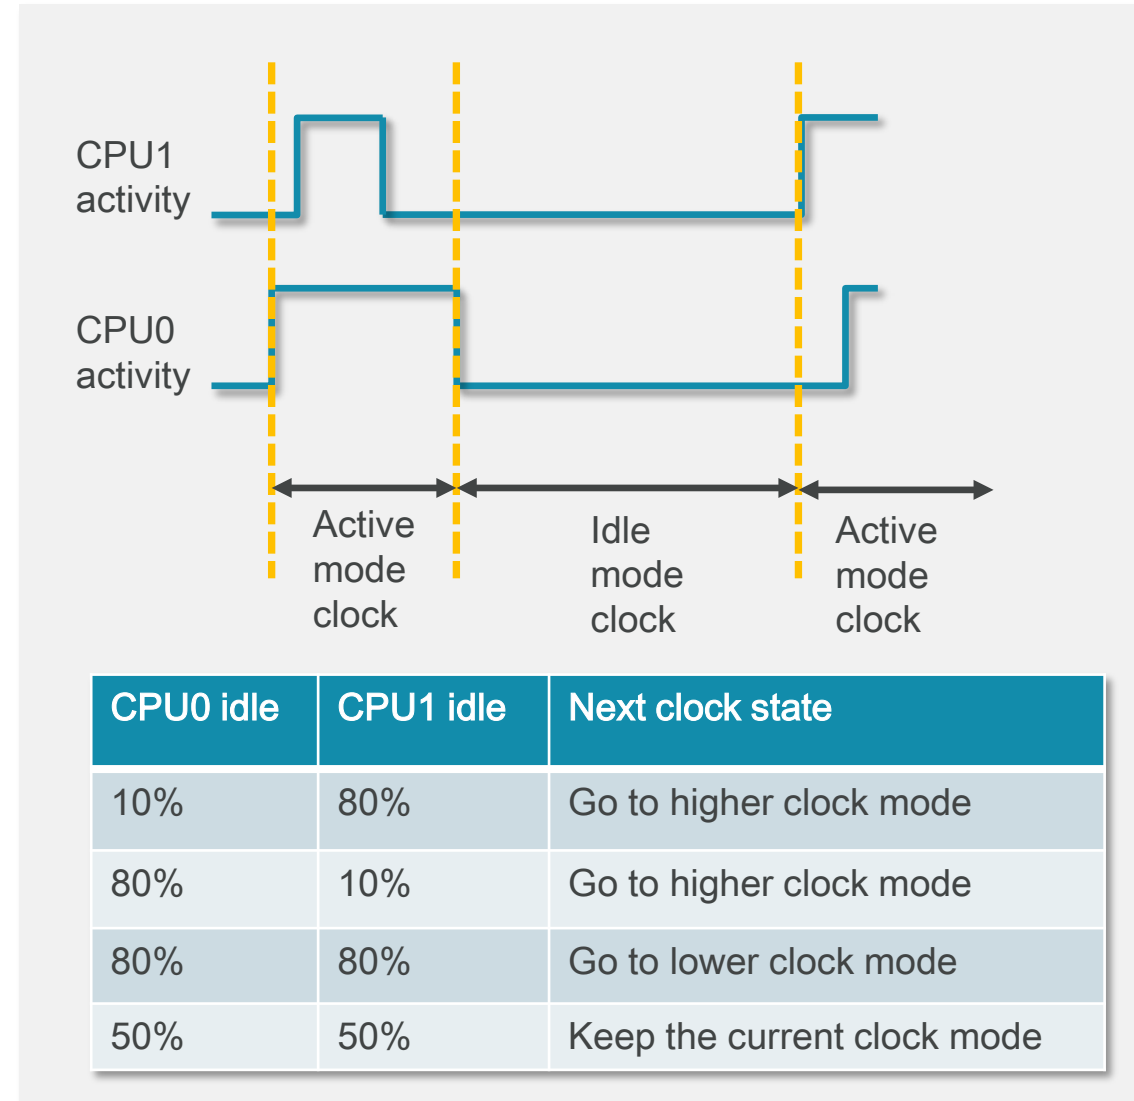 CPU1
activity
CPU0
activity
Active
mode
clock
Idle
mode
clock
Active
mode
clock
CPU0 idle CPU1 idle Next clock state
10% 80% Go to higher clock mode
80% 10% Go to higher clock mode
80% 80% Go to lower clock mode
50% 50% Keep the current clock mode